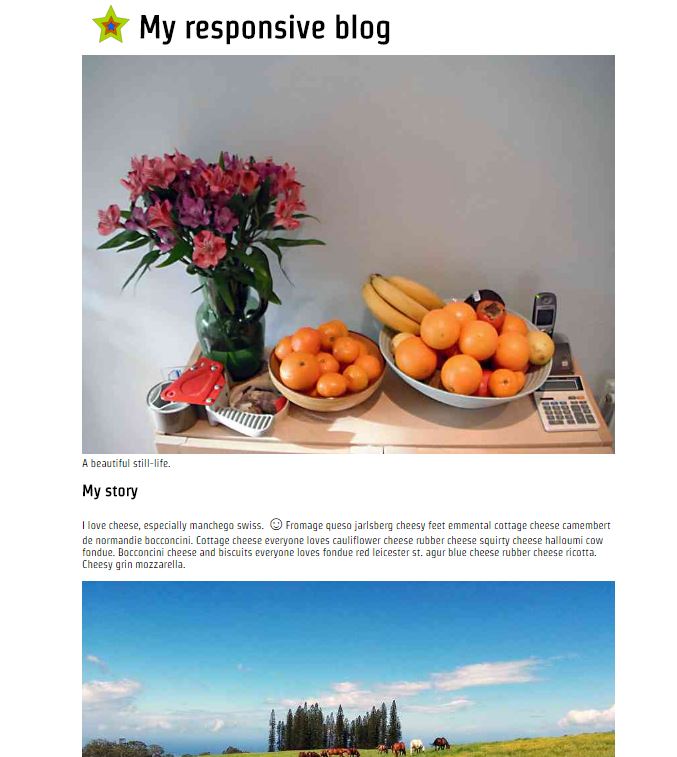 My responsive blog
A beautiful still-life.
My story
I love cheese, especially manchego swiss. ☺ Fromage queso jarlsberg cheesy feet emmental cottage cheese camembert
de normandie bocconcini. Cottage cheese everyone loves cauliflower cheese rubber cheese squirty cheese halloumi cow
fondue. Bocconcini cheese and biscuits everyone loves fondue red leicester st. agur blue cheese rubber cheese ricotta.
Cheesy grin mozzarella.